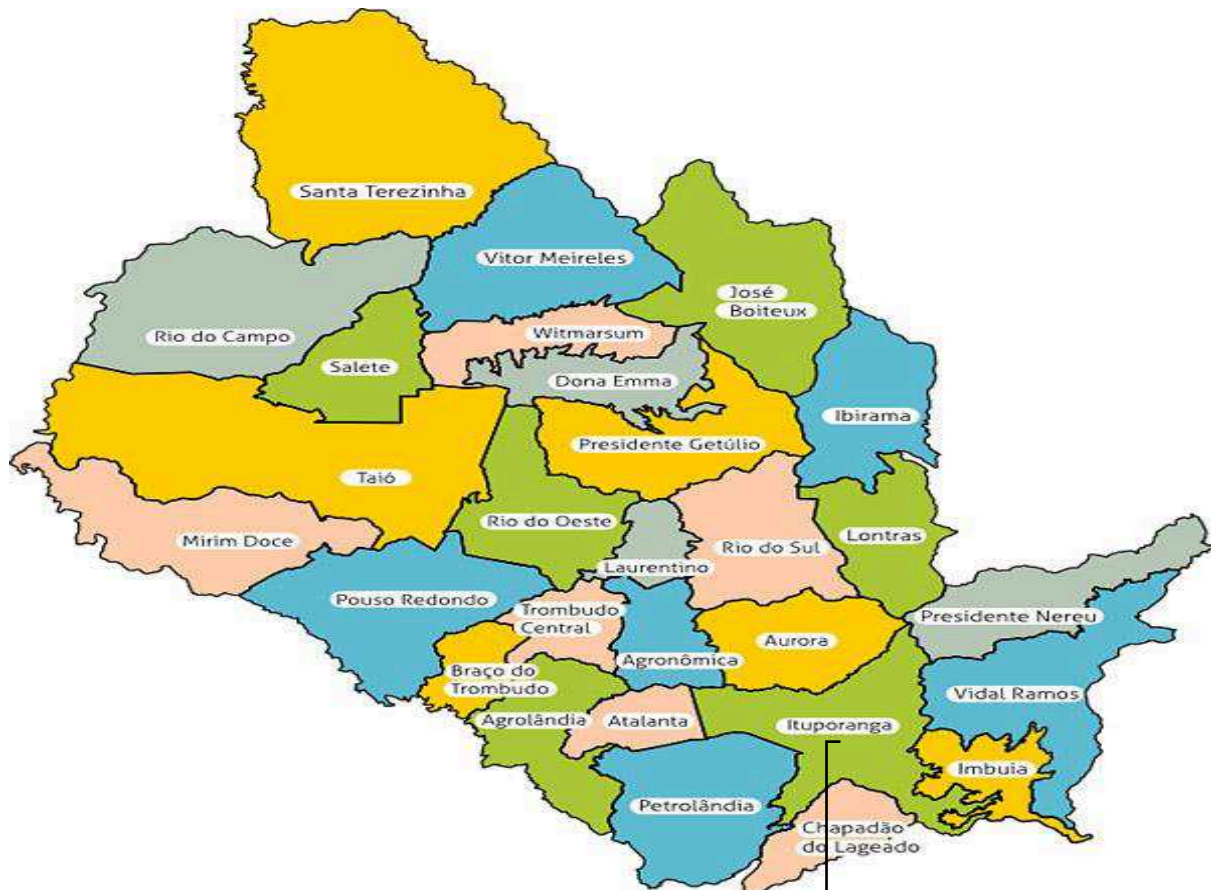 Santa Terezinha
Vitor Meireles
José
Boiteux
Rio do Campo
Witmarsum
Salete
Dona Emma
Ibirama
Presidente Getúlio
Taió
Rio do Oeste
Lontras
Mirim Doce
Rio do Sul
Laurentino
Pouso Redondo
Trombudo
Central
Presidente Nereu
Aurora
Agronômica
Braço do
Trombudo
Vidal Ramos
Agrolândia
Atalanta
Ituporanga
Imbuia
Petrolândia
Chapadão
do Lageado